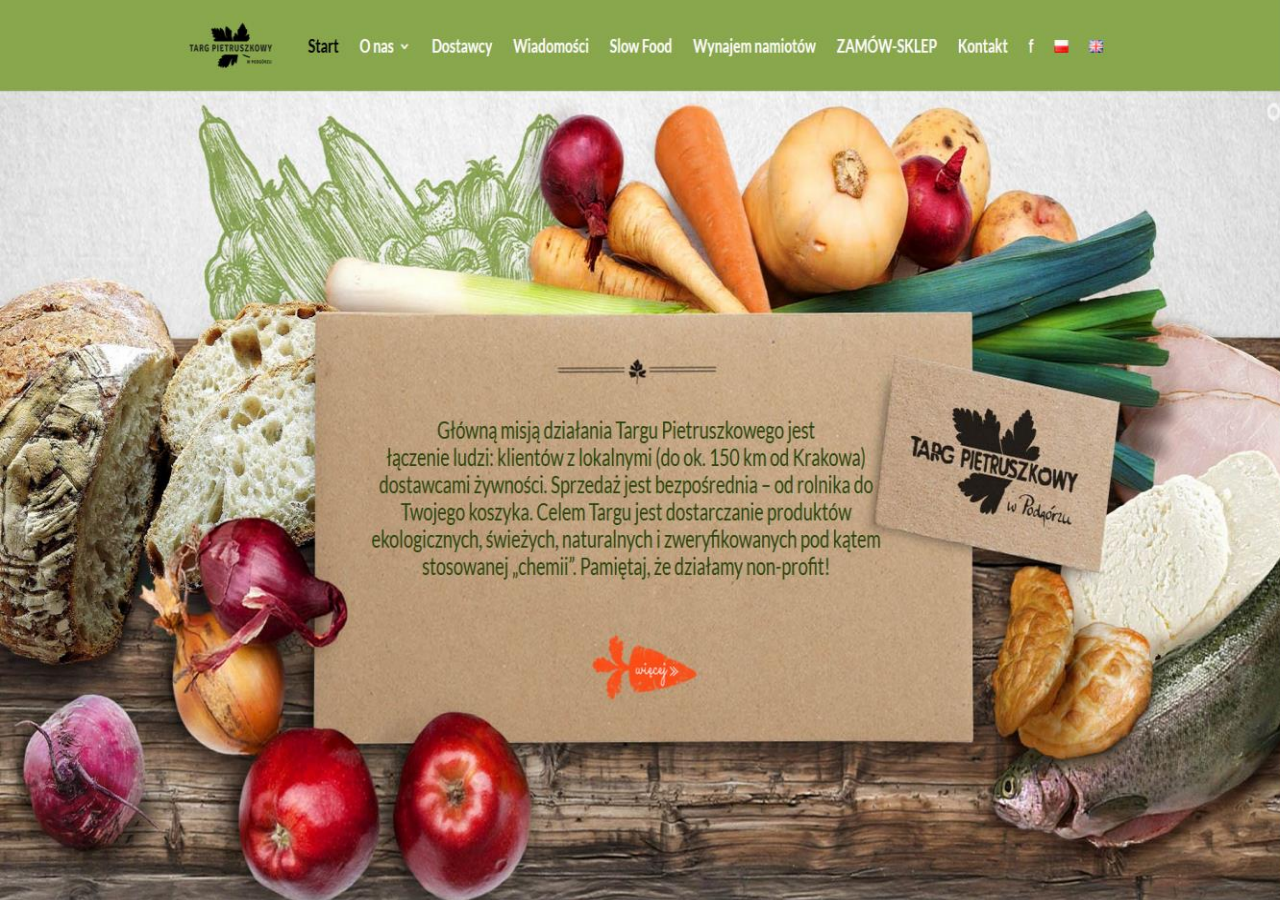 TARG PIETRUSZKOWY
W PODGÓRZU
Start O nas Dostawcy Wiadomości Slow Food Wynajem namiotów ZAMÓW-SKLEP Kontakt f
Główną misją działania Targu Pietruszkowego jest
łączenie ludzi: klientów z lokalnymi (do ok. 150 km od Krakowa)
dostawcami żywności. Sprzedaż jest bezpośrednia – od rolnika do
Twojego koszyka. Celem Targu jest dostarczanie produktów
ekologicznych, świeżych, naturalnych i zweryfikowanych pod kątem
stosowanej „chemii”. Pamiętaj, że działamy non-profit!
TARG PIETRUSZKOWY
w Podgórzu
więcej »